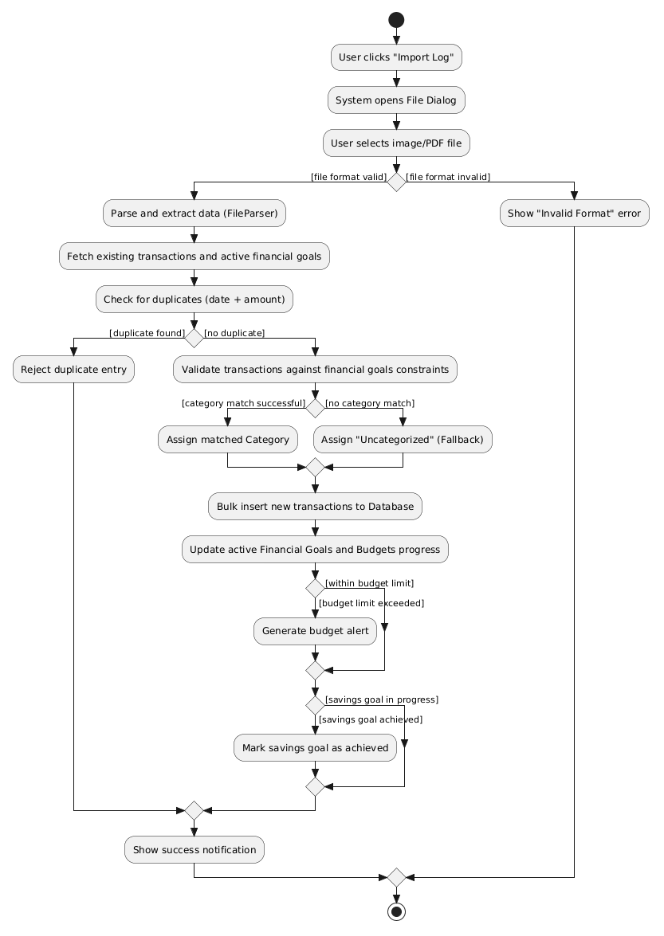 User clicks "Import Log"
System opens File Dialog
User selects image/PDF file
[file format valid]
[file format invalid]
Parse and extract data (FileParser)
Show "Invalid Format" error
Fetch existing transactions and active financial goals
Check for duplicates (date + amount)
[duplicate found]
[no duplicate]
Reject duplicate entry
Validate transactions against financial goals constraints
[category match successful]
[no category match]
Assign matched Category
Assign "Uncategorized" (Fallback)
Bulk insert new transactions to Database
Update active Financial Goals and Budgets progress
[within budget limit]
[budget limit exceeded]
Generate budget alert
[savings goal in progress]
[savings goal achieved]
Mark savings goal as achieved
Show success notification